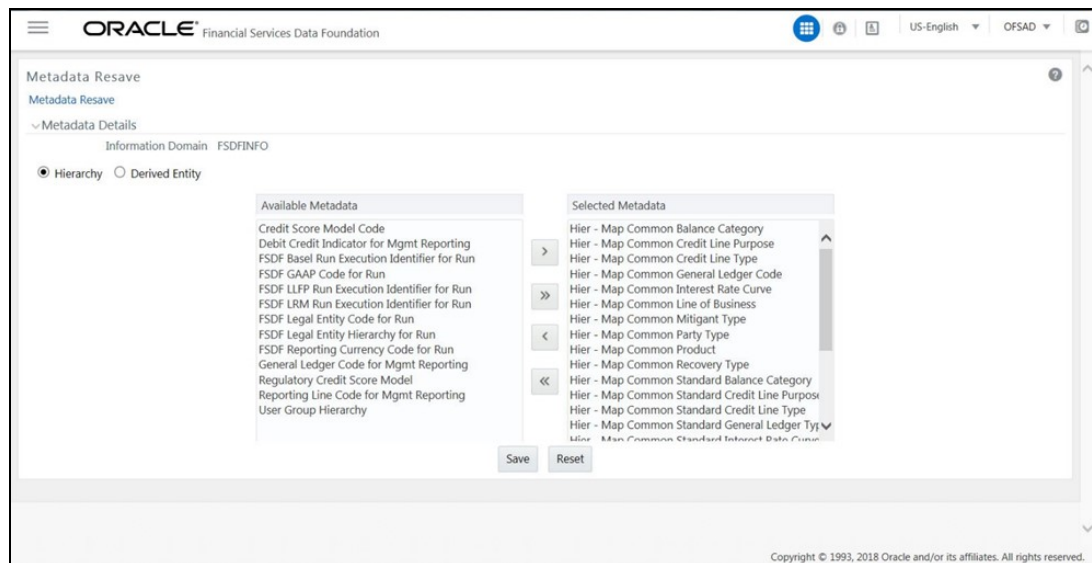 ORACLE® Financial Services Data Foundation
US-English
OFSAD
Metadata Resave
Metadata Resave
Metadata Details
Information Domain FSDFINFO
Hierarchy Derived Entity
Available Metadata
Credit Score Model Code
Debit Credit Indicator for Mgmt Reporting
FSDF Basel Run Execution Identifier for Run
FSDF GAAP Code for Run
FSDF LLFP Run Execution Identifier for Run
FSDF LRM Run Execution Identifier for Run
FSDF Legal Entity Code for Run
FSDF Legal Entity Hierarchy for Run
FSDF Reporting Currency Code for Run
General Ledger Code for Mgmt Reporting
Regulatory Credit Score Model
Reporting Line Code for Mgmt Reporting
User Group Hierarchy
Selected Metadata
Hier - Map Common Balance Category
Hier - Map Common Credit Line Purpose
Hier - Map Common Credit Line Type
Hier - Map Common General Ledger Code
Hier - Map Common Interest Rate Curve
Hier - Map Common Line of Business
Hier - Map Common Mitigant Type
Hier - Map Common Party Type
Hier - Map Common Product
Hier - Map Common Recovery Type
Hier - Map Common Standard Balance Category
Hier - Map Common Standard Credit Line Purpose
Hier - Map Common Standard Credit Line Type
Hier - Map Common Standard General Ledger Typ
Hier - Map Common Standard Interest Rate Curve
Save Reset
Copyright © 1993, 2018 Oracle and/or its affiliates. All rights reserved.